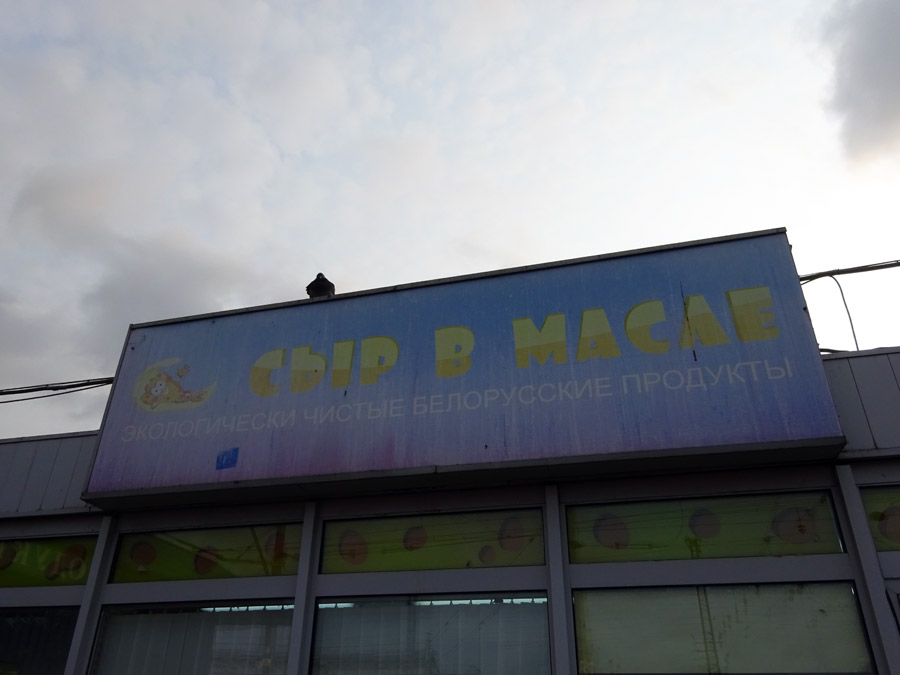 СЫР В МАСЛЕ
ЭКОЛОГИЧЕСКИ ЧИСТЫЕ БЕЛОРУССКИЕ ПРОДУКТЫ